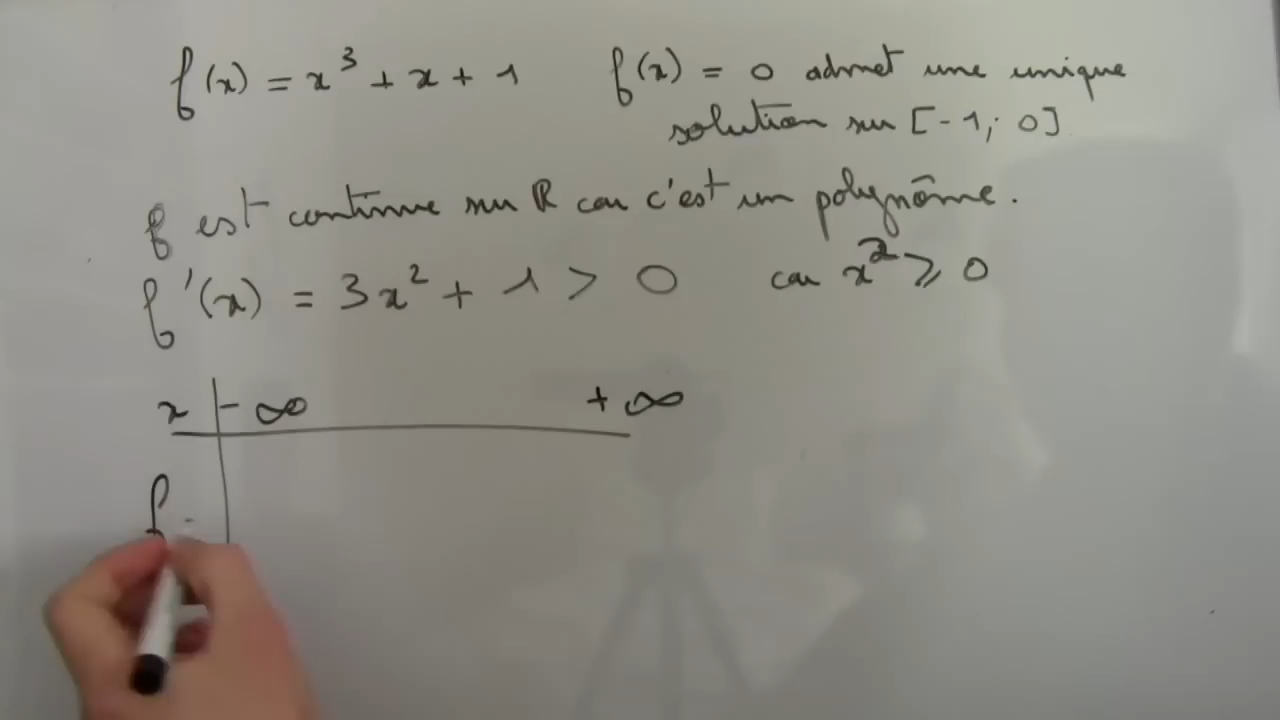 f(x) = x³ + x + 1 f(x) = 0 admet une unique
solution sur [-1; 0]
f est continue sur ℝ car c'est un polynôme.
f'(x) = 3x² + 1 > 0 car x² ⩾ 0
x -∞ +∞
f